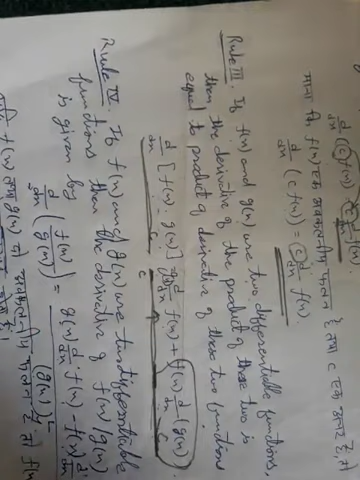 d/dx (c f(x)) = c d/dx f(x).
माना कि f(x) एक अवकलनीय फलन है तथा c एक अचर है, तो
d/dx (c f(x)) = c d/dx f(x).
Rule III. If f(x) and g(x) are two differentiable functions,
then the derivative of the product of these two is
equal to product of derivative of these two functions
d/dx [f(x) . g(x)] = g(x) d/dx f(x) + f(x) d/dx (g(x)).
Rule IV. If f(x) and g(x) are two differentiable
functions then the derivative of f(x)/g(x)
is given by
d/dx (f(x)/g(x)) = g(x) d/dx f(x) - f(x) d/dx
(g(x))²
यदि f(x) तथा g(x) दो अवकलनीय फलन है तो f(x)